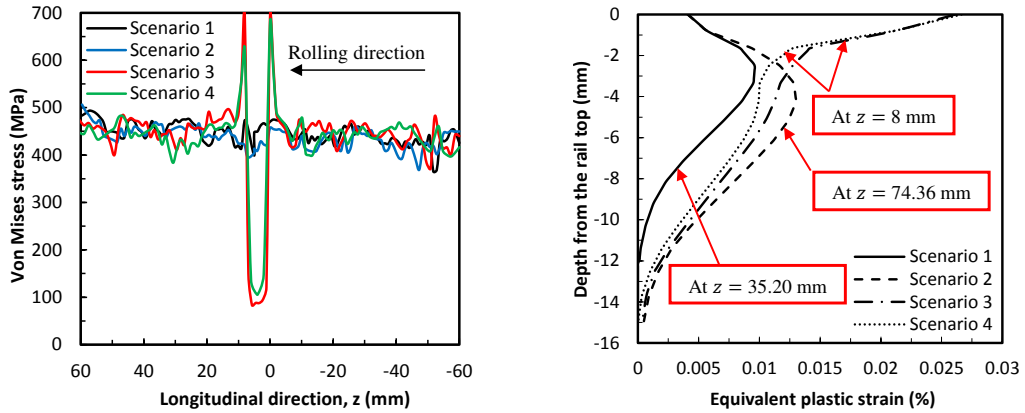 Von Mises stress (MPa)
700
600
500
400
300
200
100
0
Scenario 1
Scenario 2
Scenario 3
Scenario 4
Rolling direction
60 40 20 0 -20 -40 -60
Longitudinal direction, z (mm)
Depth from the rail top (mm)
0
-2
-4
-6
-8
-10
-12
-14
-16
At z = 8 mm
At z = 74.36 mm
At z = 35.20 mm
Scenario 1
Scenario 2
Scenario 3
Scenario 4
0 0.005 0.01 0.015 0.02 0.025 0.03
Equivalent plastic strain (%)